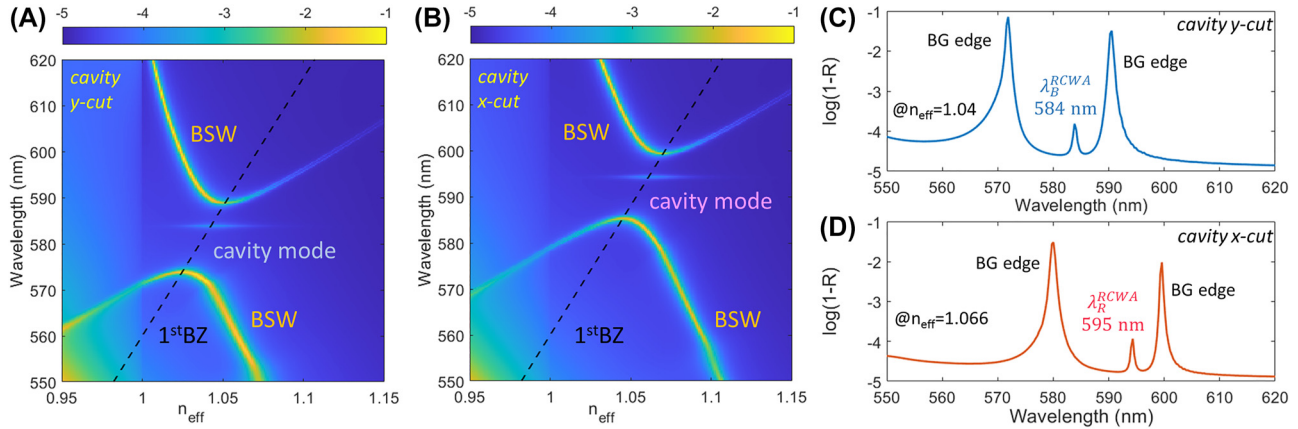 (A)
-5 -4 -3 -2 -1
cavity
y-cut
BSW
cavity mode
BSW
1stBZ
620
610
600
590
580
570
560
550
Wavelength (nm)
0.95 1 1.05 1.1 1.15
neff
(B)
-5 -4 -3 -2 -1
cavity
x-cut
BSW
cavity mode
BSW
1stBZ
620
610
600
590
580
570
560
550
Wavelength (nm)
0.95 1 1.05 1.1 1.15
neff
(C)
cavity y-cut
BG edge
BG edge
λ_B^RCWA
584 nm
@neff=1.04
-1
-2
-3
-4
-5
log(1-R)
550 560 570 580 590 600 610 620
Wavelength (nm)
(D)
cavity x-cut
BG edge
BG edge
λ_R^RCWA
595 nm
@neff=1.066
-1
-2
-3
-4
-5
log(1-R)
550 560 570 580 590 600 610 620
Wavelength (nm)